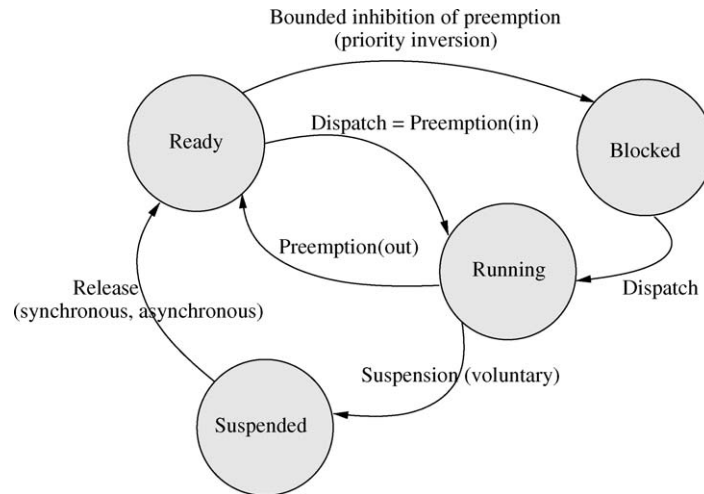 Bounded inhibition of preemption
(priority inversion)
Ready
Dispatch = Preemption(in)
Blocked
Preemption(out)
Running
Dispatch
Release
(synchronous, asynchronous)
Suspension (voluntary)
Suspended